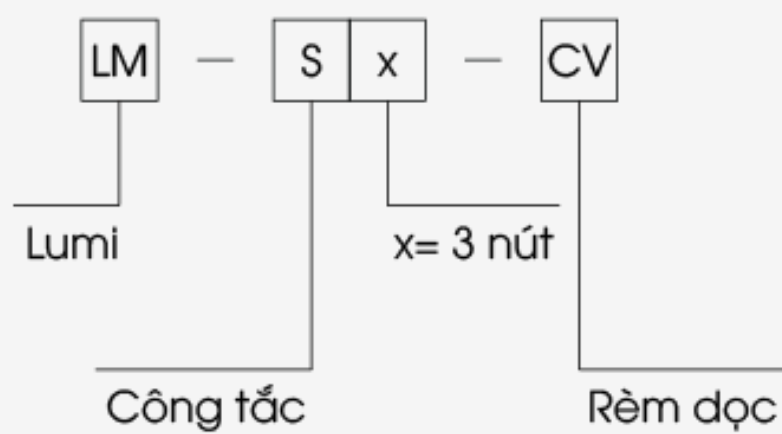 LM – S x – CV
Lumi
x= 3 nút
Công tắc
Rèm dọc